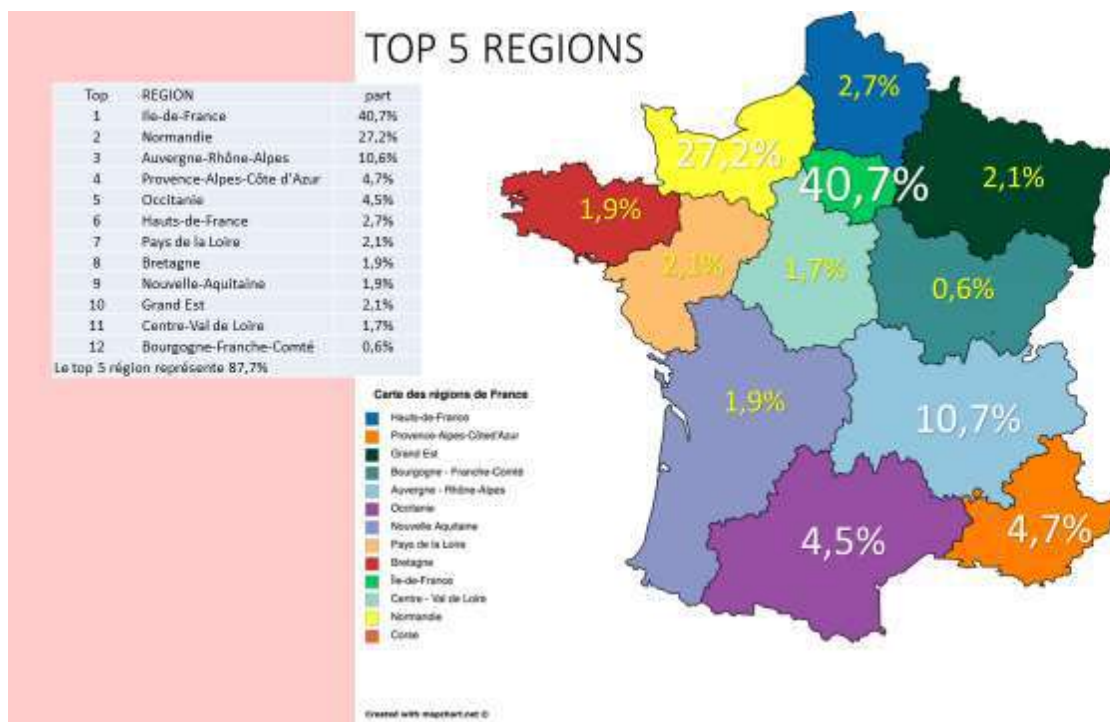 TOP 5 REGIONS
Top REGION part
1 Ile-de-France 40,7%
2 Normandie 27,2%
3 Auvergne-Rhône-Alpes 10,6%
4 Provence-Alpes-Côte d'Azur 4,7%
5 Occitanie 4,5%
6 Hauts-de-France 2,7%
7 Pays de la Loire 2,1%
8 Bretagne 1,9%
9 Nouvelle-Aquitaine 1,9%
10 Grand Est 2,1%
11 Centre-Val de Loire 1,7%
12 Bourgogne-Franche-Comté 0,6%
Le top 5 région représente 87,7%
Carte des régions de France
Hauts-de-France
Provence-Alpes-Côted'Azur
Grand Est
Bourgogne - Franche-Comté
Auvergne - Rhône-Alpes
Occitanie
Nouvelle Aquitaine
Pays de la Loire
Bretagne
Île-de-France
Centre - Val de Loire
Normandie
Corse
Created with mapchart.net ©
2,7%
27,2%
40,7%
2,1%
1,9%
2,1%
1,7%
0,6%
1,9%
10,7%
4,5%
4,7%